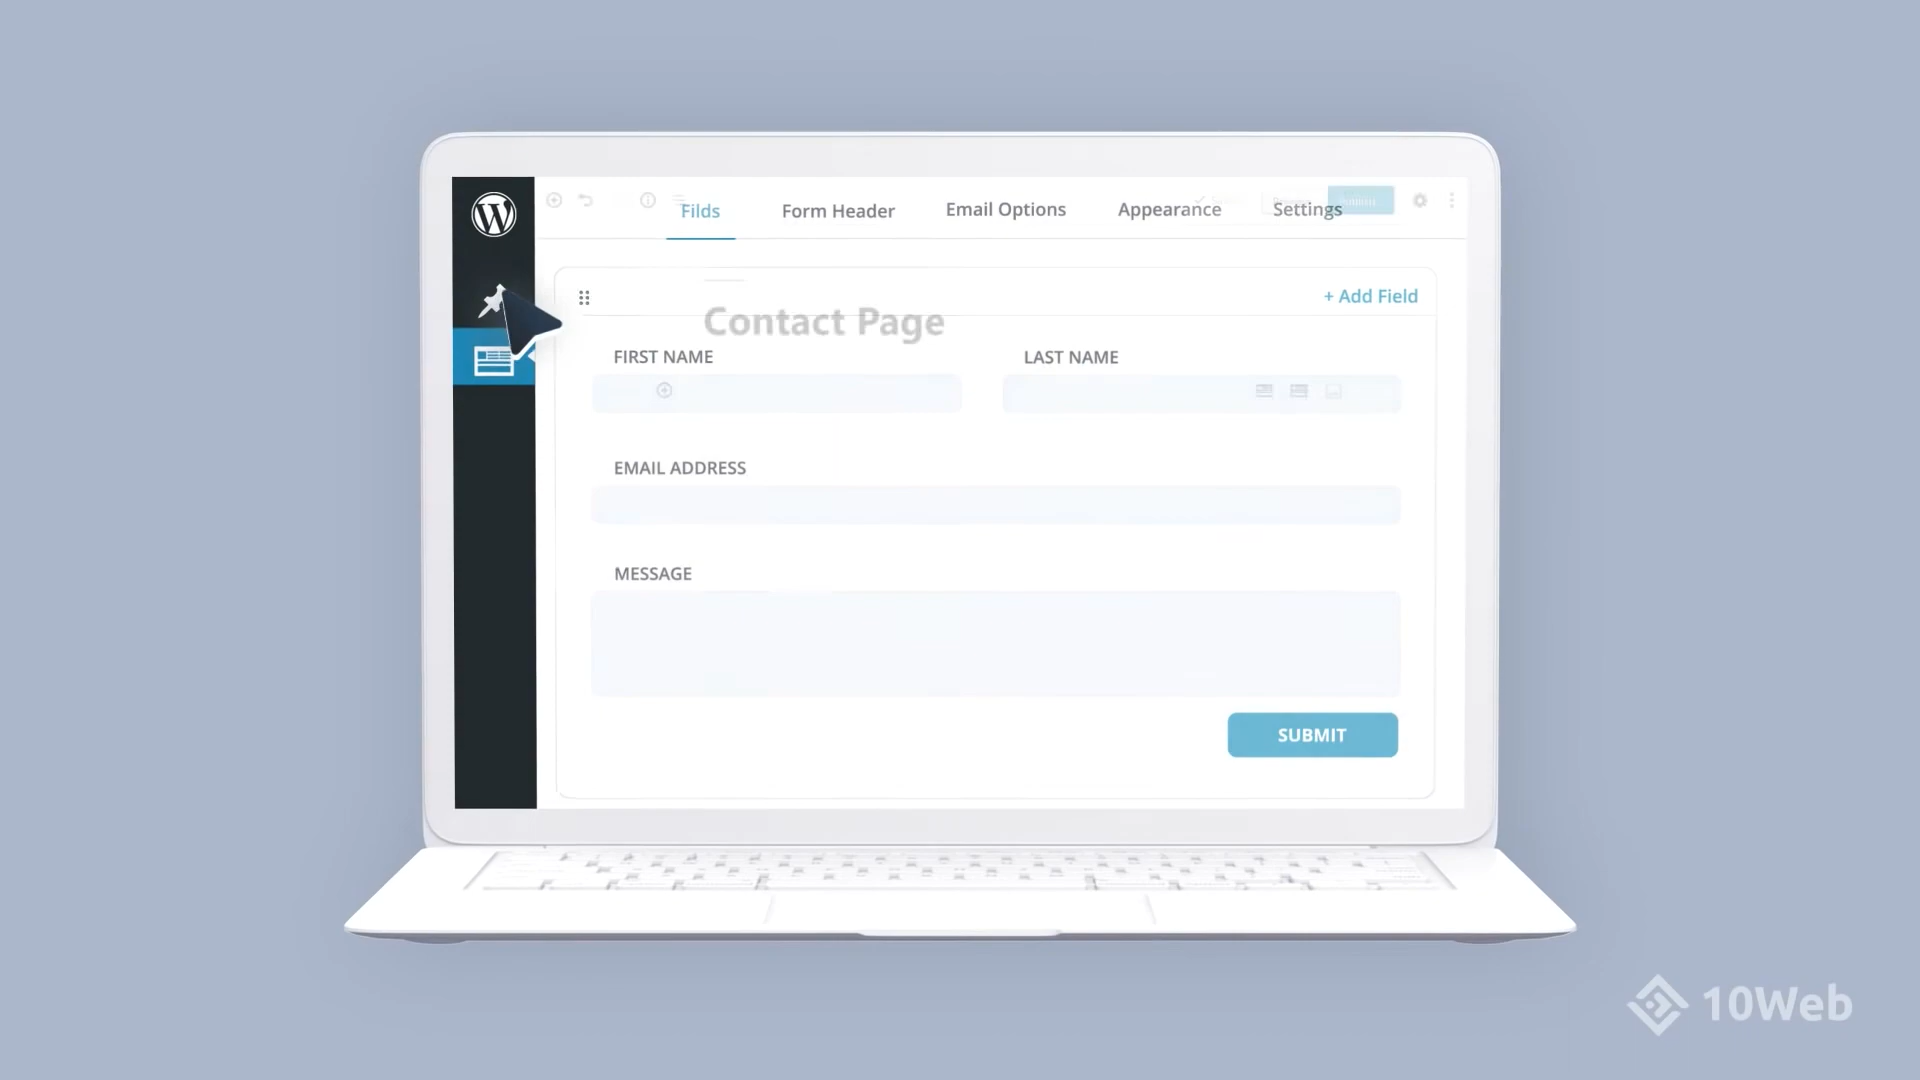 Filds Form Header Email Options Appearance Settings
+ Add Field
Contact Page
FIRST NAME LAST NAME
EMAIL ADDRESS
MESSAGE
SUBMIT
10Web